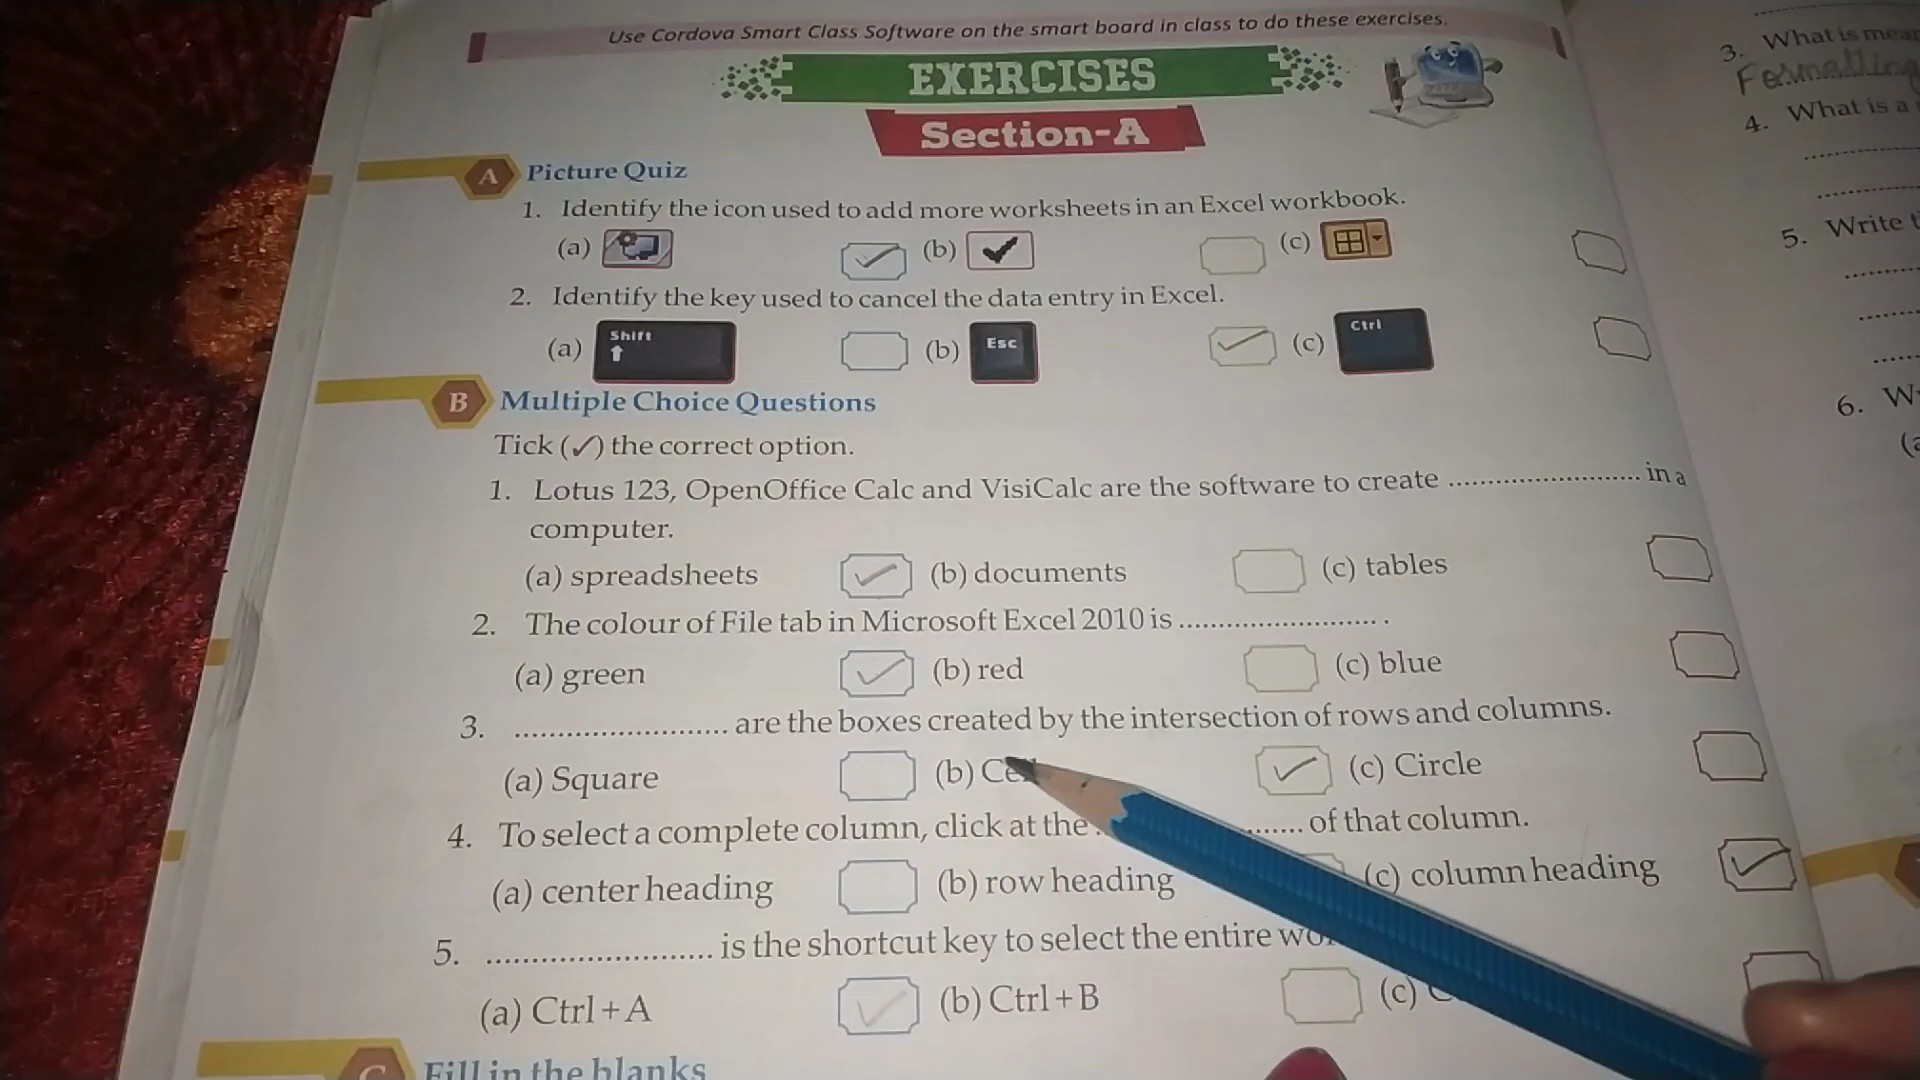 Use Cordova Smart Class Software on the smart board in class to do these exercises.
EXERCISES
Section-A
A Picture Quiz
1. Identify the icon used to add more worksheets in an Excel workbook.
(a) (b) (c)
2. Identify the key used to cancel the data entry in Excel.
(a) Shift (b) Esc (c) Ctrl
B Multiple Choice Questions
Tick (✓) the correct option.
1. Lotus 123, OpenOffice Calc and VisiCalc are the software to create ........................ in a
computer.
(a) spreadsheets (b) documents (c) tables
2. The colour of File tab in Microsoft Excel 2010 is ........................ .
(a) green (b) red (c) blue
3. ........................ are the boxes created by the intersection of rows and columns.
(a) Square (b) (c) Circle
4. To select a complete column, click at the ........ of that column.
(a) center heading (b) row heading (c) column heading
5. ........................ is the shortcut key to select the entire
(a) Ctrl+A (b) Ctrl+B (c)
C Fill in the blanks
3. What is
Formatting
4. What is a
5. Write
6.